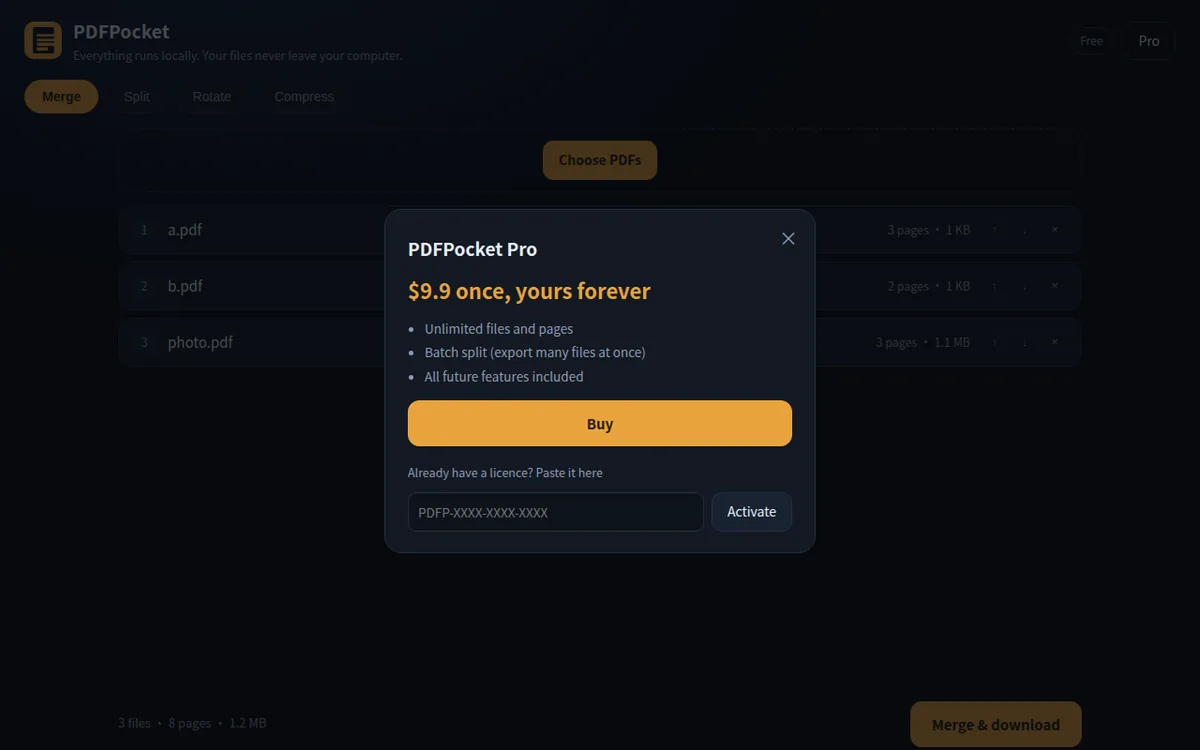 PDFPocket
Everything runs locally. Your files never leave your computer.
Free
Pro
Merge
Split
Rotate
Compress
Choose PDFs
1
a.pdf
3 pages • 1 KB
↑
↓
×
2
b.pdf
2 pages • 1 KB
↑
↓
×
3
photo.pdf
3 pages • 1.1 MB
↑
↓
×
PDFPocket Pro
$9.9 once, yours forever
• Unlimited files and pages
• Batch split (export many files at once)
• All future features included
Buy
Already have a licence? Paste it here
PDFP-XXXX-XXXX-XXXX
Activate
3 files • 8 pages • 1.2 MB
Merge & download